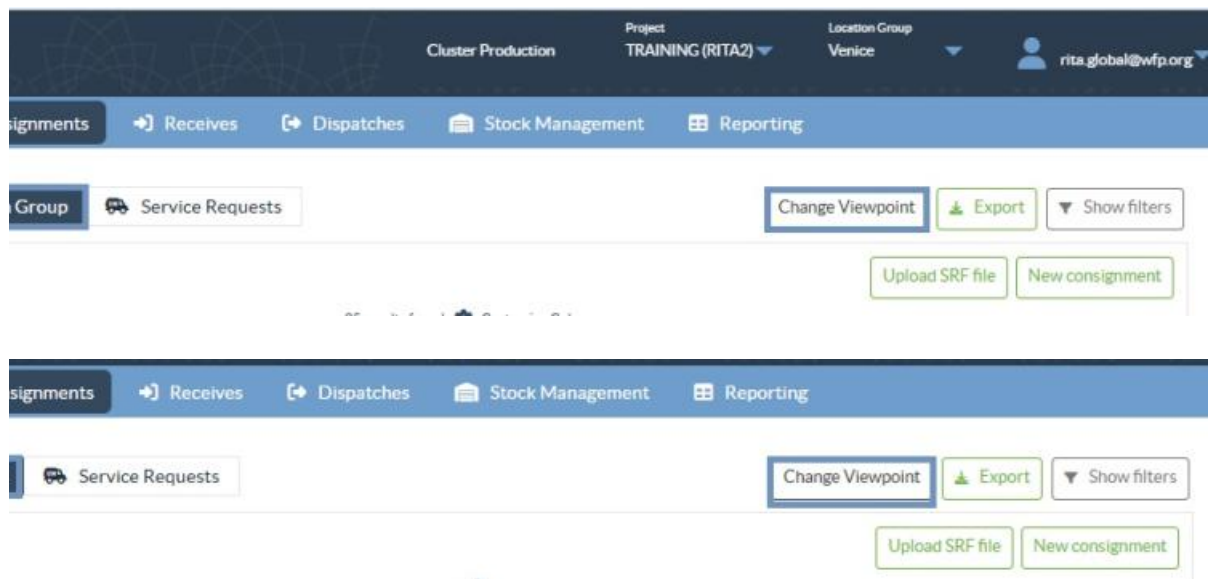 Project Location Group
Cluster Production TRAINING (RITA2) Venice rita.global@wfp.org
signments Receives Dispatches Stock Management Reporting
Group Service Requests Change Viewpoint Export Show filters
Upload SRF file New consignment
signments Receives Dispatches Stock Management Reporting
Service Requests Change Viewpoint Export Show filters
Upload SRF file New consignment